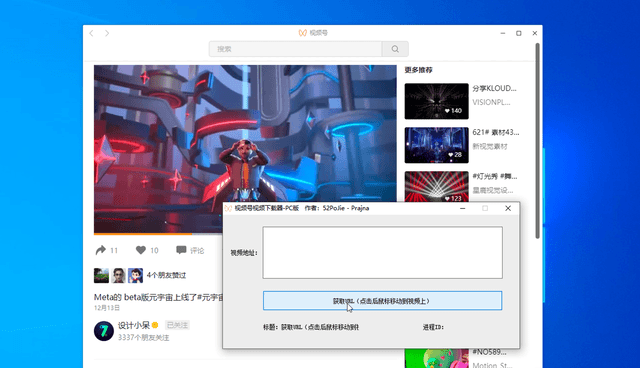 视频号
搜索
更多推荐
分享KLOUD...
140
VISIONPL...
621# 素材43...
28
新视觉素材
#灯光秀 #舞...
123
星鹿视觉设...
11
10
评论
4个朋友赞过
Meta的 beta版元宇宙上线了#元宇宙
12月13日
设计小呆
已关注
3337个朋友关注
视频号视频下载器-PC版 作者：52PoJie - Prajna
视频地址:
获取URL（点击后鼠标移动到视频上）
标题: 获取URL（点击后鼠标移动到
进程ID:
#NO589...
Motion_St...